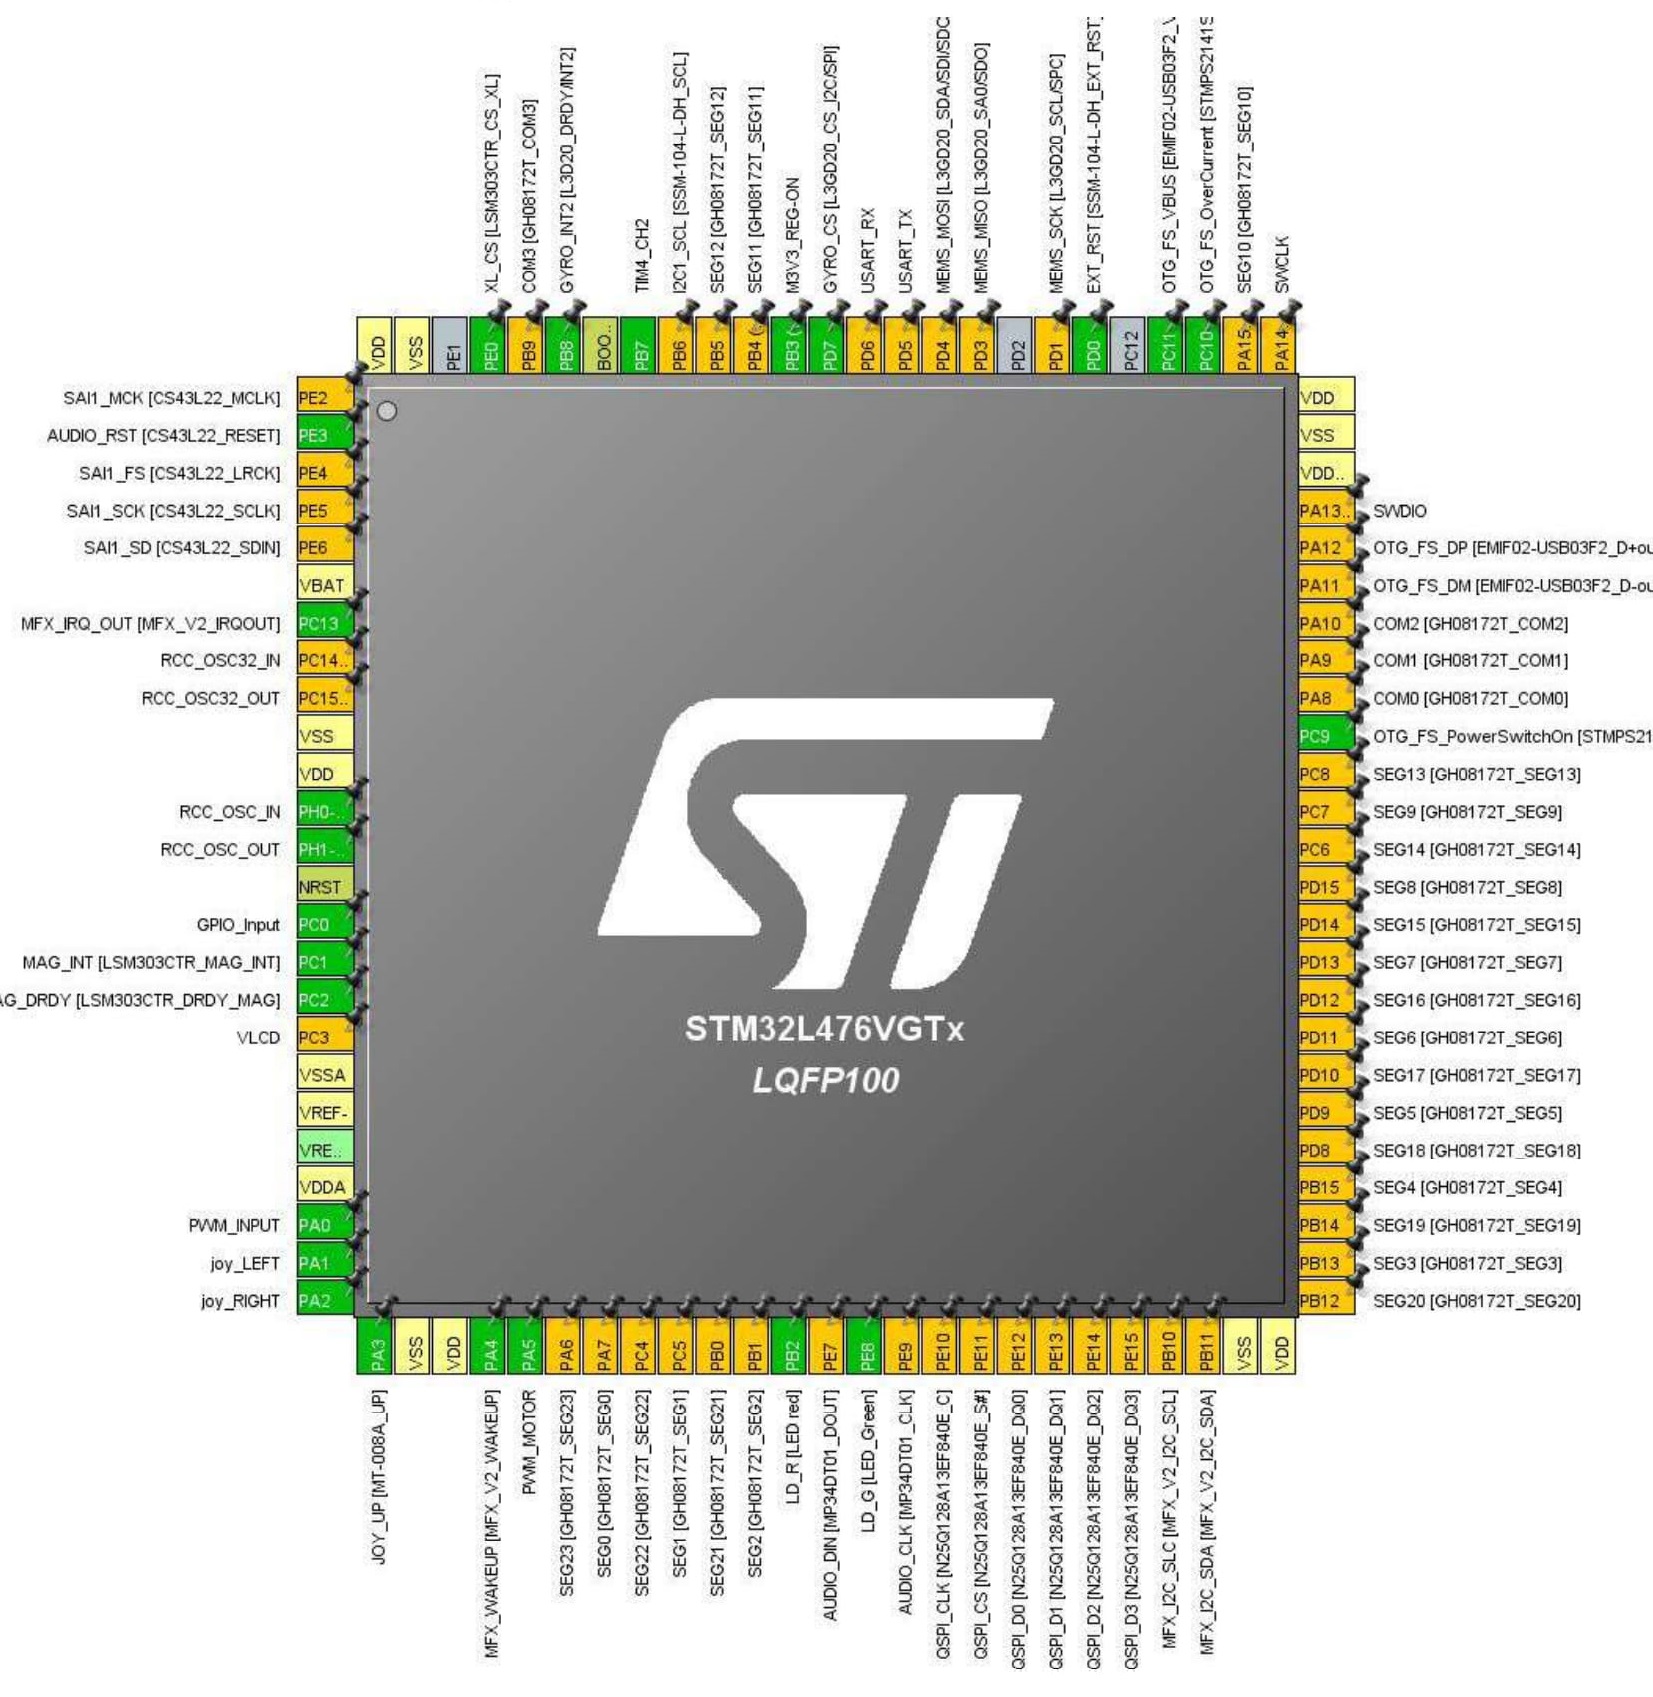 XL_CS [LSM303CTR_CS_XL]
COM3 [GH08172T_COM3]
GYRO_INT2 [L3D20_DRDY/INT2]
TIM4_CH2
I2C1_SCL [SSM-104-L-DH_SCL]
SEG12 [GH08172T_SEG12]
SEG11 [GH08172T_SEG11]
M3V3_REG-ON
GYRO_CS [L3GD20_CS_I2C/SPI]
USART_RX
USART_TX
MEMS_MOSI [L3GD20_SDA/SDI/SDC
MEMS_MISO [L3GD20_SA0/SDO]
MEMS_SCK [L3GD20_SCL/SPC]
EXT_RST [SSM-104-L-DH_EXT_RST]
OTG_FS_VBUS [EMIF02-USB03F2_V
OTG_FS_OverCurrent [STMPS2141S
SEG10 [GH08172T_SEG10]
SWCLK
VDD
VSS
PE1
PE0
PB9
PB8
BOO..
PB7
PB6
PB5
PB4 (
PB3 (
PD7
PD6
PD5
PD4
PD3
PD2
PD1
PD0
PC12
PC11
PC10
PA15
PA14
SAI1_MCK [CS43L22_MCLK] PE2
AUDIO_RST [CS43L22_RESET] PE3
SAI1_FS [CS43L22_LRCK] PE4
SAI1_SCK [CS43L22_SCLK] PE5
SAI1_SD [CS43L22_SDIN] PE6
VBAT
MFX_IRQ_OUT [MFX_V2_IRQOUT] PC13
RCC_OSC32_IN PC14..
RCC_OSC32_OUT PC15..
VSS
VDD
RCC_OSC_IN PH0-..
RCC_OSC_OUT PH1-..
NRST
GPIO_Input PC0
MAG_INT [LSM303CTR_MAG_INT] PC1
AG_DRDY [LSM303CTR_DRDY_MAG] PC2
VLCD PC3
VSSA
VREF-
VRE..
VDDA
PWM_INPUT PA0
joy_LEFT PA1
joy_RIGHT PA2
ST
STM32L476VGTx
LQFP100
VDD
VSS
VDD..
PA13.. SWDIO
PA12 OTG_FS_DP [EMIF02-USB03F2_D+ou
PA11 OTG_FS_DM [EMIF02-USB03F2_D-ou
PA10 COM2 [GH08172T_COM2]
PA9 COM1 [GH08172T_COM1]
PA8 COM0 [GH08172T_COM0]
PC9 OTG_FS_PowerSwitchOn [STMPS21
PC8 SEG13 [GH08172T_SEG13]
PC7 SEG9 [GH08172T_SEG9]
PC6 SEG14 [GH08172T_SEG14]
PD15 SEG8 [GH08172T_SEG8]
PD14 SEG15 [GH08172T_SEG15]
PD13 SEG7 [GH08172T_SEG7]
PD12 SEG16 [GH08172T_SEG16]
PD11 SEG6 [GH08172T_SEG6]
PD10 SEG17 [GH08172T_SEG17]
PD9 SEG5 [GH08172T_SEG5]
PD8 SEG18 [GH08172T_SEG18]
PB15 SEG4 [GH08172T_SEG4]
PB14 SEG19 [GH08172T_SEG19]
PB13 SEG3 [GH08172T_SEG3]
PB12 SEG20 [GH08172T_SEG20]
PA3
VSS
VDD
PA4
PA5
PA6
PA7
PC4
PC5
PB0
PB1
PB2
PE7
PE8
PE9
PE10
PE11
PE12
PE13
PE14
PE15
PB10
PB11
VSS
VDD
JOY_UP [MT-008A_UP]
MFX_WAKEUP [MFX_V2_WAKEUP]
PWM_MOTOR
SEG23 [GH08172T_SEG23]
SEG0 [GH08172T_SEG0]
SEG22 [GH08172T_SEG22]
SEG1 [GH08172T_SEG1]
SEG21 [GH08172T_SEG21]
SEG2 [GH08172T_SEG2]
LD_R [LED red]
AUDIO_DIN [MP34DT01_DOUT]
LD_G [LED_Green]
AUDIO_CLK [MP34DT01_CLK]
QSPI_CLK [N25Q128A13EF840E_C]
QSPI_CS [N25Q128A13EF840E_S#]
QSPI_D0 [N25Q128A13EF840E_DQ0]
QSPI_D1 [N25Q128A13EF840E_DQ1]
QSPI_D2 [N25Q128A13EF840E_DQ2]
QSPI_D3 [N25Q128A13EF840E_DQ3]
MFX_I2C_SLC [MFX_V2_I2C_SCL]
MFX_I2C_SDA [MFX_V2_I2C_SDA]